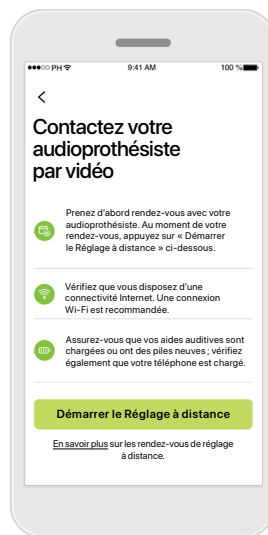 ●●●○○ PH 9:41 AM 100 %
Contactez votre
audioprothésiste
par vidéo
Prenez d'abord rendez-vous avec votre
audioprothésiste. Au moment de votre
rendez-vous, appuyez sur « Démarrer
le Réglage à distance » ci-dessous.
Vérifiez que vous disposez d'une
connectivité Internet. Une connexion
Wi-Fi est recommandée.
Assurez-vous que vos aides auditives sont
chargées ou ont des piles neuves ; vérifiez
également que votre téléphone est chargé.
Démarrer le Réglage à distance
En savoir plus sur les rendez-vous de réglage
à distance.